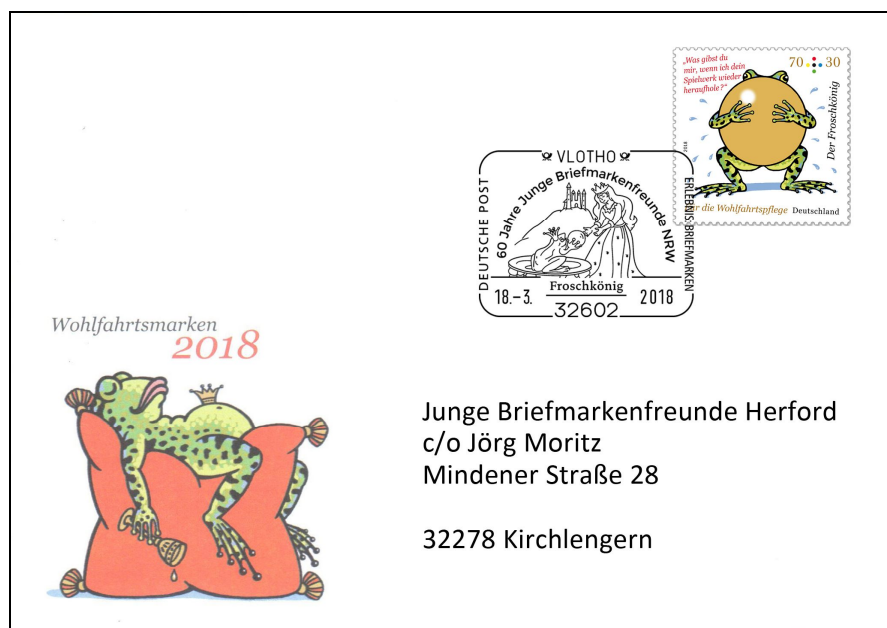 „Was gibst du
mir, wenn ich dein
Spielwerk wieder
heraufhole?“
70 30
Der Froschkönig
2018
die Wohlfahrtspflege Deutschland
VLOTHO
60 Jahre Junge Briefmarkenfreunde NRW
DEUTSCHE POST
ERLEBNIS:BRIEFMARKEN
Froschkönig
18.–3. 2018
32602
Wohlfahrtsmarken
2018
Junge Briefmarkenfreunde Herford
c/o Jörg Moritz
Mindener Straße 28
32278 Kirchlengern